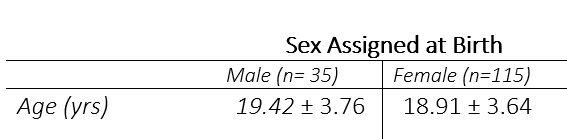 Sex Assigned at Birth
Male (n= 35) Female (n=115)
Age (yrs) 19.42 ± 3.76 18.91 ± 3.64